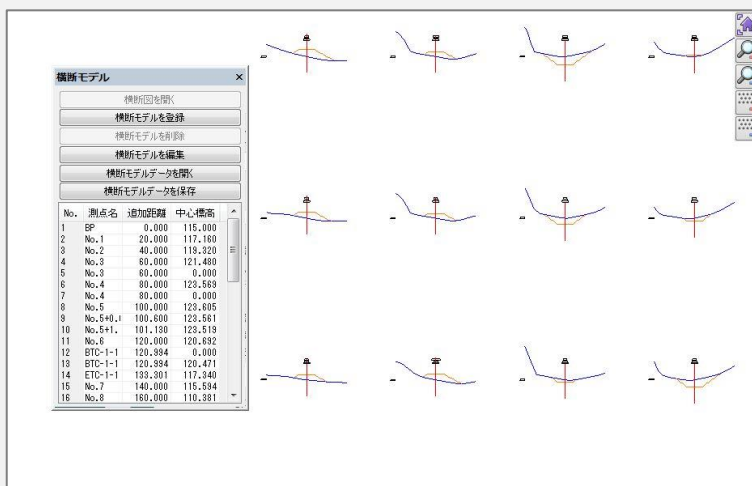 横断モデル
横断図を開く
横断モデルを登録
横断モデルを削除
横断モデルを編集
横断モデルデータを開く
横断モデルデータを保存
No. 測点名 追加距離 中心標高
1 BP 0.000 115.000
2 No.1 20.000 117.160
3 No.2 40.000 119.320
4 No.3 60.000 121.480
5 No.3 60.000 0.000
6 No.4 80.000 123.569
7 No.4 80.000 0.000
8 No.5 100.000 123.605
9 No.5+0.( 100.600 123.561
10 No.5+1. 101.130 123.519
11 No.6 120.000 120.692
12 BTC-1-1 120.994 0.000
13 BTC-1-1 120.994 120.471
14 ETC-1-1 133.301 117.340
15 No.7 140.000 115.594
16 No.8 160.000 110.381